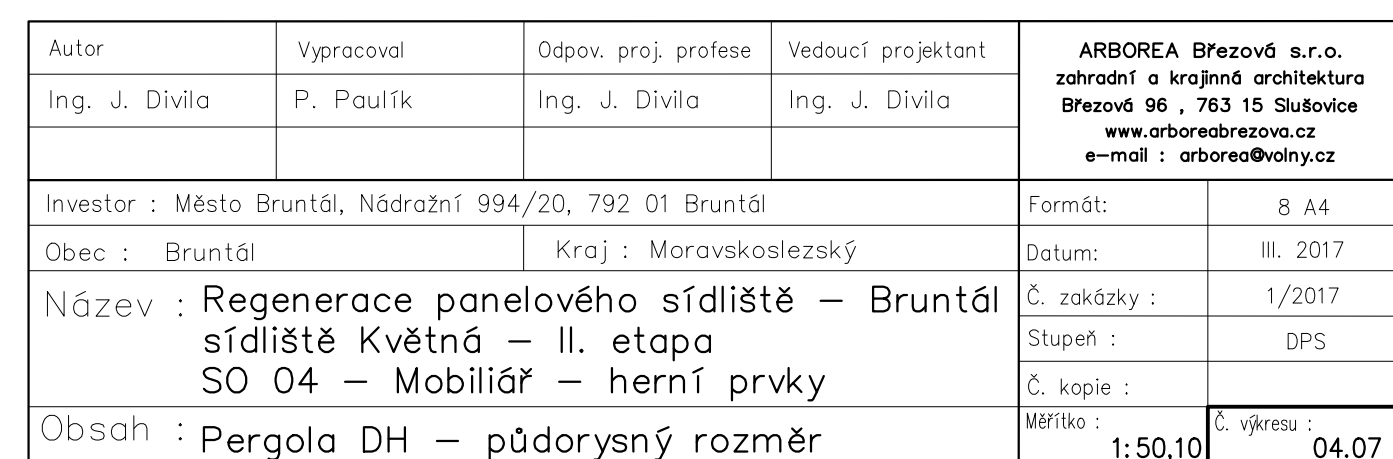 Autor Vypracoval Odpov. proj. profese Vedoucí projektant
Ing. J. Divila P. Paulík Ing. J. Divila Ing. J. Divila
ARBOREA Březová s.r.o.
zahradní a krajinná architektura
Březová 96 , 763 15 Slušovice
www.arboreabrezova.cz
e-mail : arborea@volny.cz
Investor : Město Bruntál, Nádražní 994/20, 792 01 Bruntál
Formát: 8 A4
Obec : Bruntál Kraj : Moravskoslezský
Datum: III. 2017
Název : Regenerace panelového sídliště - Bruntál
sídliště Květná - II. etapa
SO 04 - Mobiliář - herní prvky
Č. zakázky : 1/2017
Stupeň : DPS
Č. kopie :
Obsah : Pergola DH - půdorysný rozměr
Měřítko :
1:50,10
Č. výkresu :
04.07